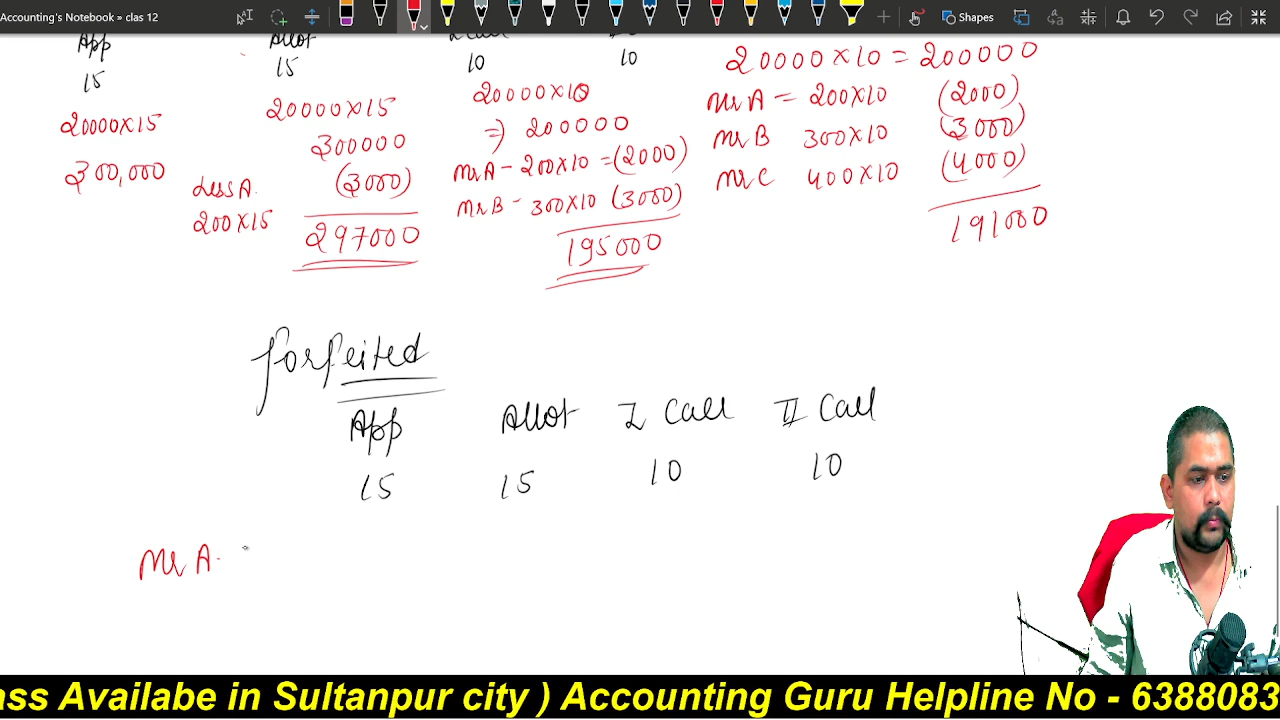 Accounting's Notebook » clas 12
Shapes
App Allot 10
15 15 10
20000×15
300,000
20000×15
300000
Less A. (3000)
200×15
297000
20000×10
=) 200000
Mr A - 200×10 = (2000)
Mr B - 300×10 (3000)
195000
20000×10 = 200000
Mr A = 200×10 (2000)
Mr B 300×10 (3000)
Mr C 400×10 (4000)
191000
forfeited
App Allot I Call II Call
15 15 10 10
Mr A.
ass Availabe in Sultanpur city ) Accounting Guru Helpline No - 6388083